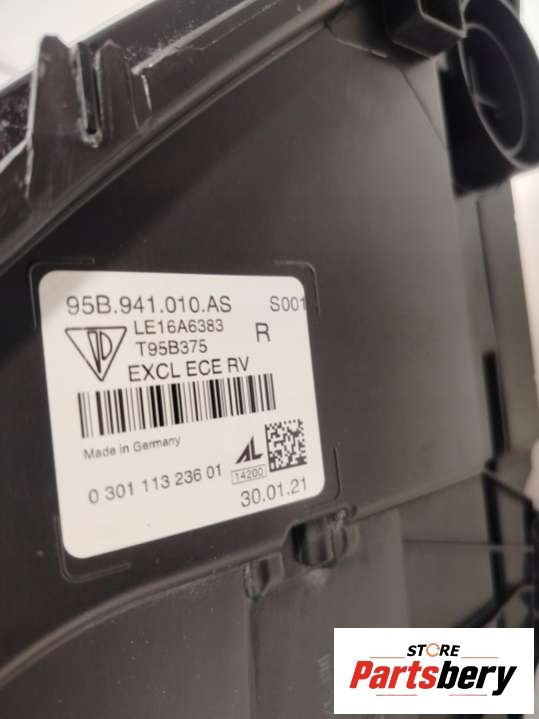 95B.941.010.AS S001
LE16A6383
T95B375 R
EXCL ECE RV
Made in Germany
AL
0 301 113 236 01 14200
30.01.21
STORE
Partsbery